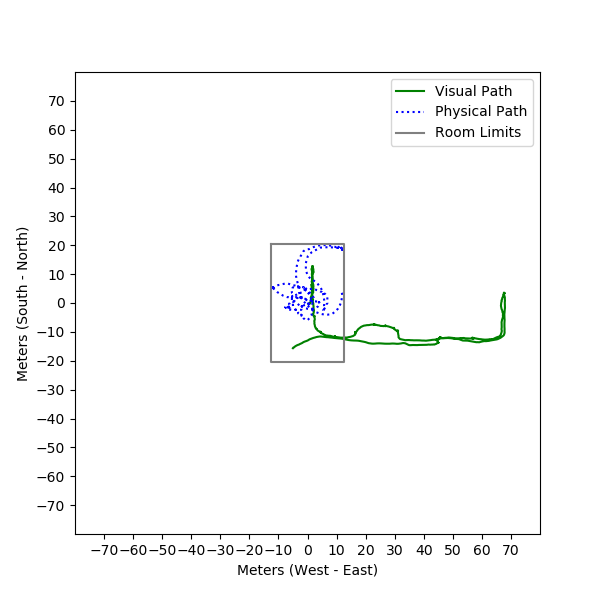 Visual Path
Physical Path
Room Limits
70
60
50
40
30
20
10
0
−10
−20
−30
−40
−50
−60
−70
Meters (South - North)
−70−60−50−40−30−20−10 0 10 20 30 40 50 60 70
Meters (West - East)